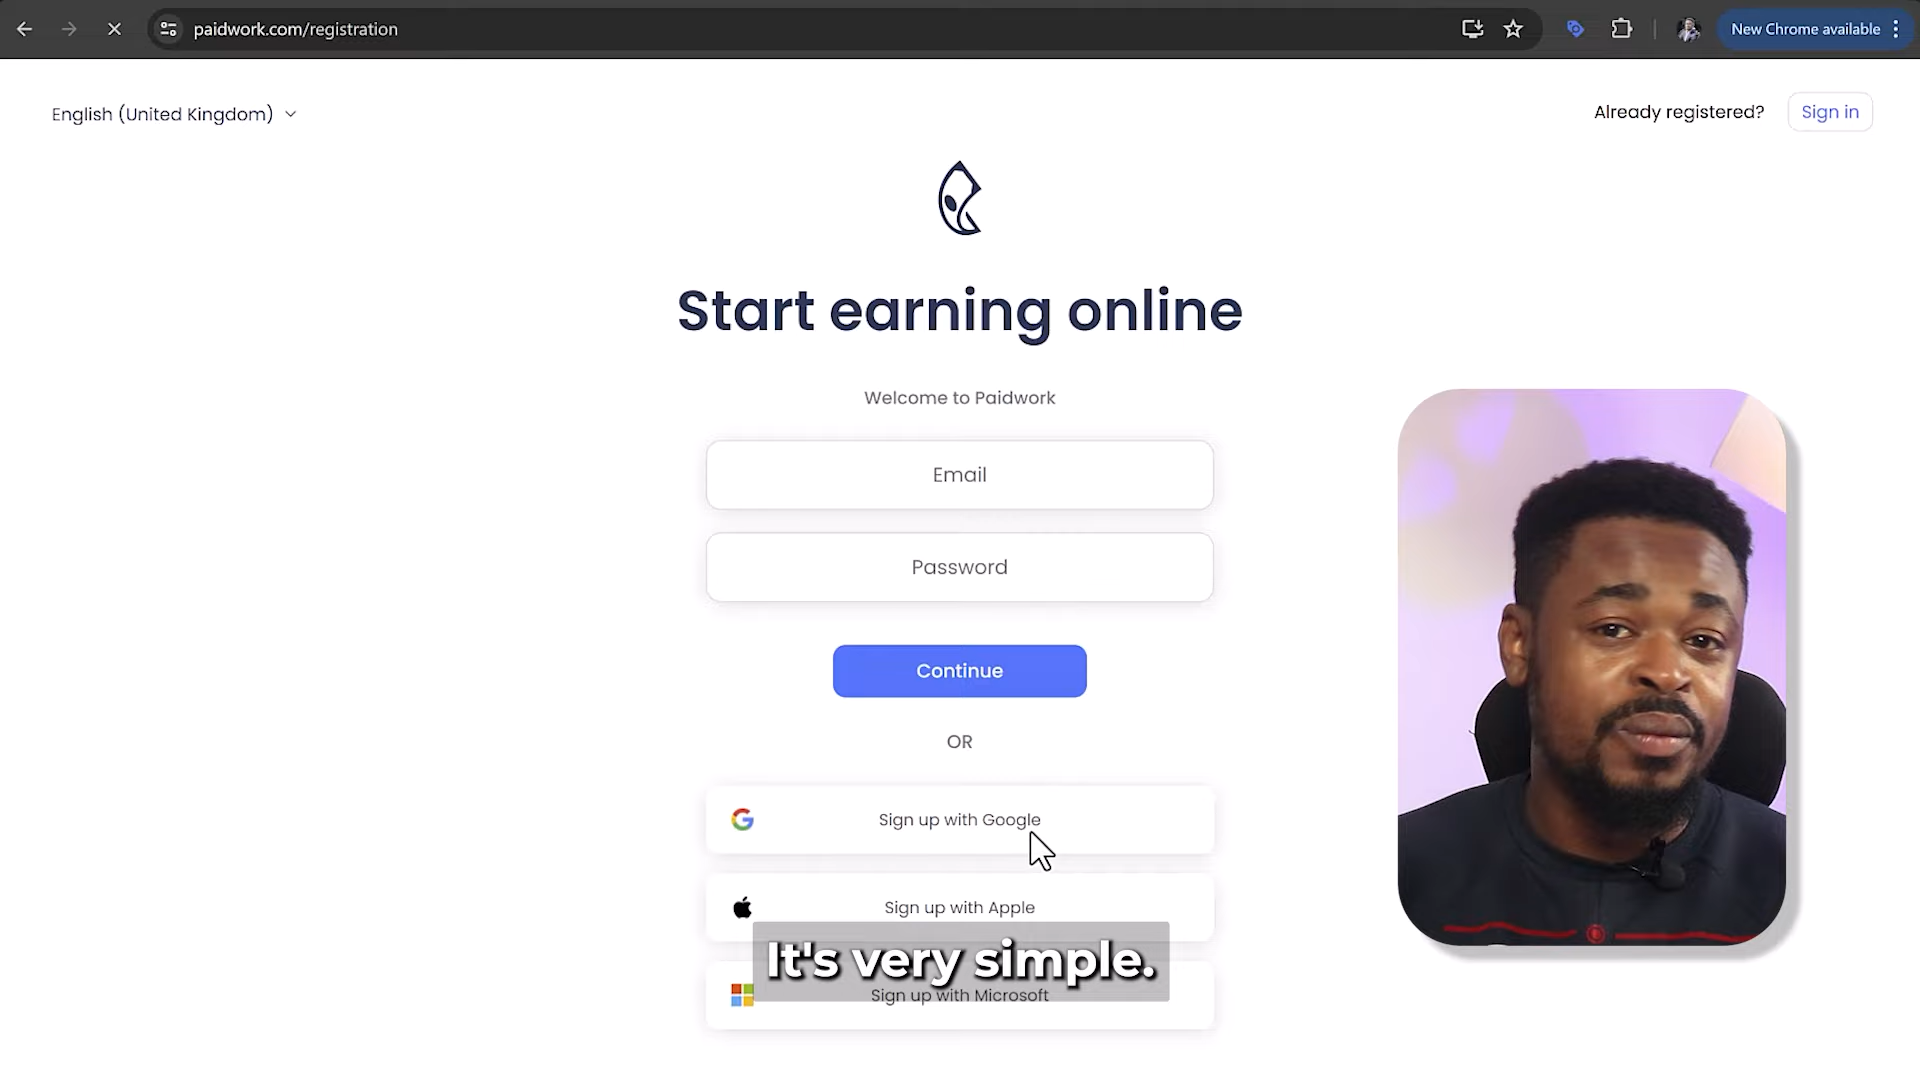 paidwork.com/registration
New Chrome available
English (United Kingdom)
Already registered?
Sign in
Start earning online
Welcome to Paidwork
Email
Password
Continue
OR
Sign up with Google
Sign up with Apple
It's very simple.
Sign up with Microsoft